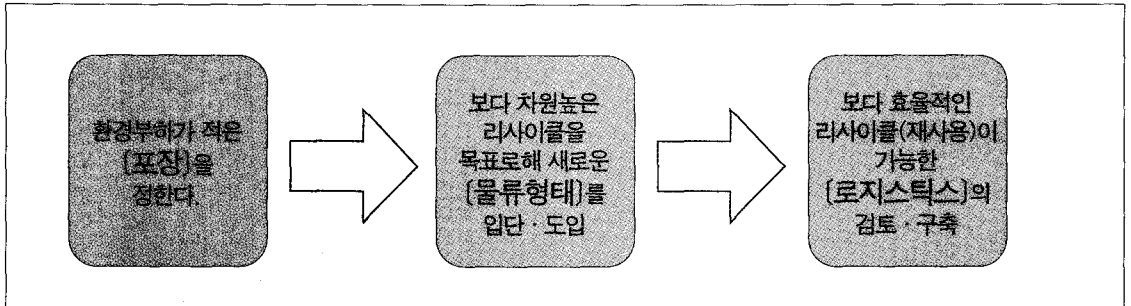 환경부하가 적은
[포장]을
정한다.
보다 차원높은
리사이클을
목표로해 새로운
[물류형태]를
입단·도입
보다 효율적인
리사이클(재사용)이
가능한
[로지스틱스]의
검토·구축